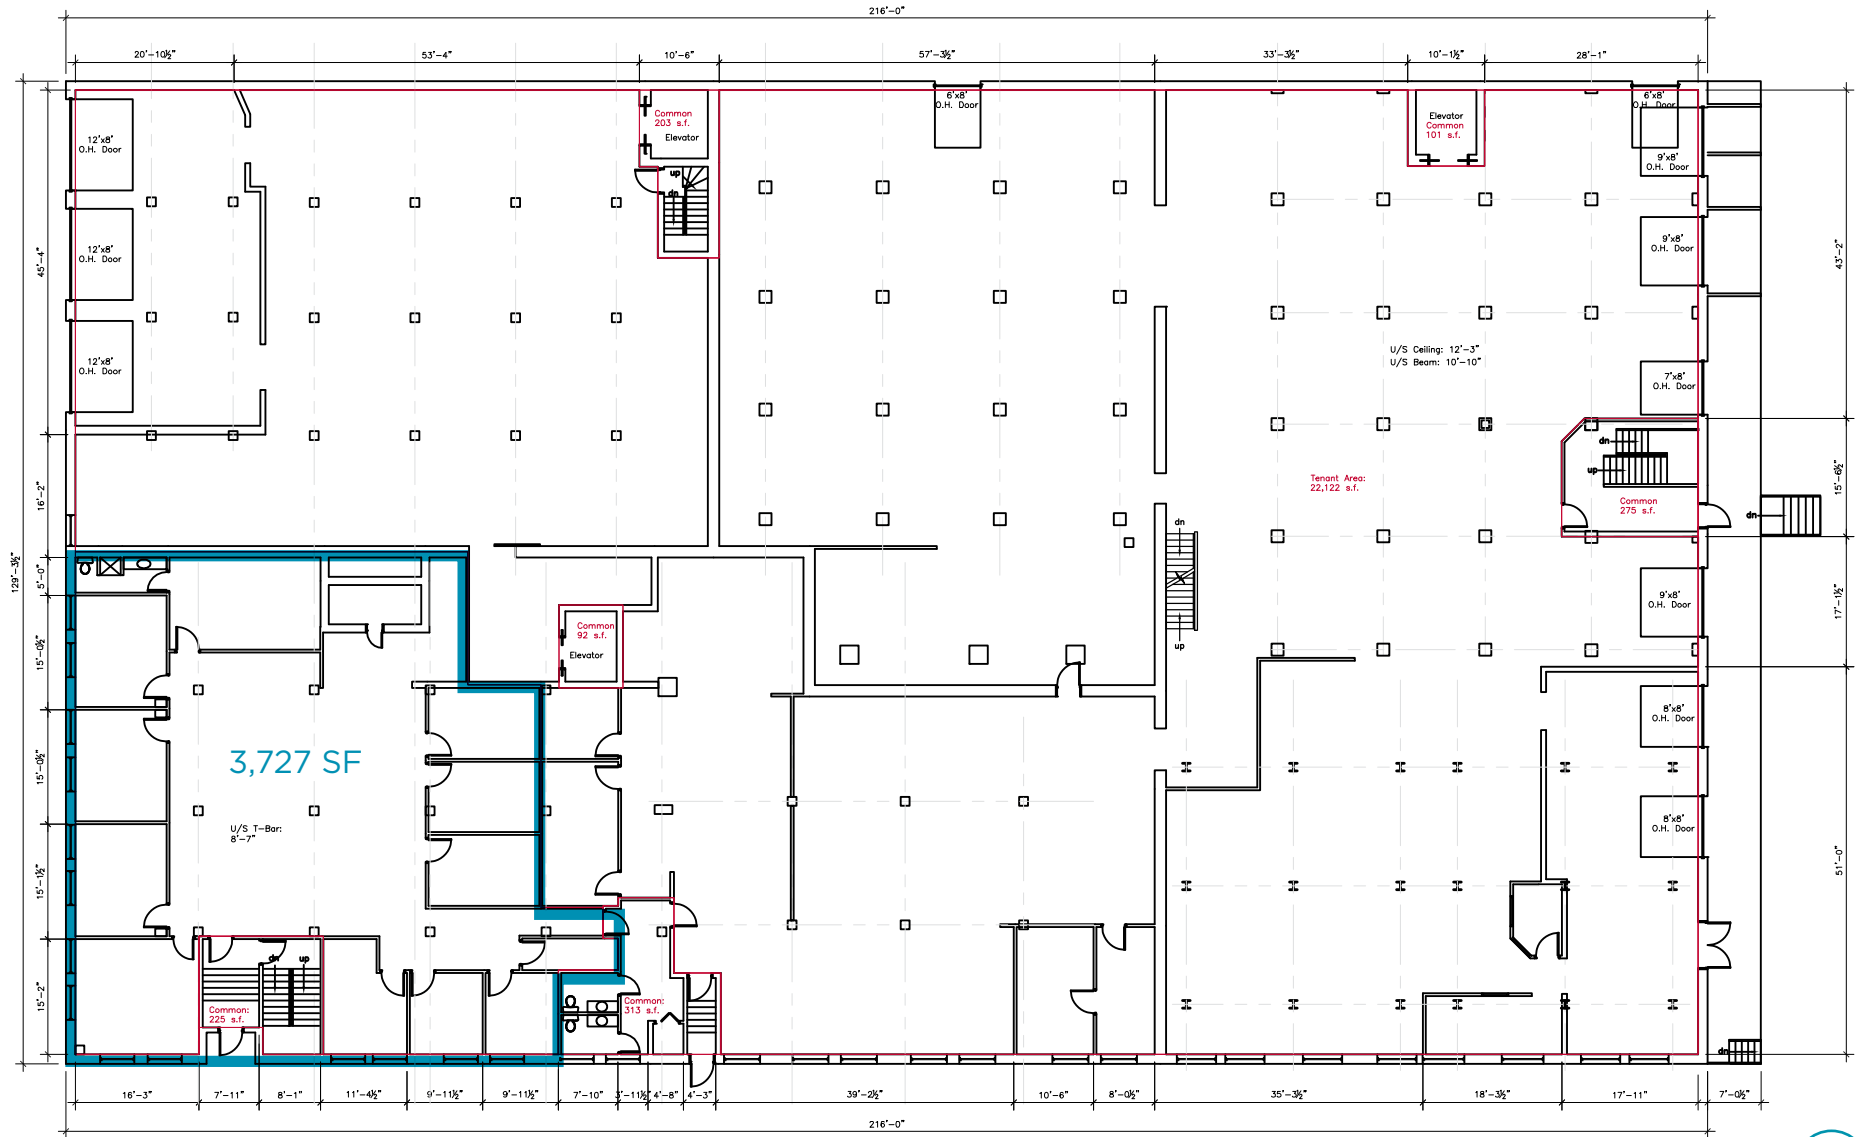 216'-0"
20'-10½"
53'-4"
10'-6"
57'-3½"
33'-3½"
10'-1½"
28'-1"
12'x8'
O.H. Door
Common
203 s.f.
Elevator
6'x8'
O.H. Door
Elevator
Common
101 s.f.
6'x8'
O.H. Door
9'x8'
O.H. Door
up
dn
12'x8'
O.H. Door
9'x8'
O.H. Door
45'-4"
43'-2"
12'x8'
O.H. Door
U/S Ceiling: 12'-3"
U/S Beam: 10'-10"
7'x8'
O.H. Door
dn
up
Tenant Area:
22,122 s.f.
Common
275 s.f.
dn
16'-2"
15'-6½"
dn
up
129'-3½"
5'-0"
Common
92 s.f.
Elevator
9'x8'
O.H. Door
17'-1½"
15'-0½"
8'x8'
O.H. Door
3,727 SF
15'-0½"
U/S T-Bar:
8'-7"
8'x8'
O.H. Door
15'-1½"
51'-0"
dn
up
15'-2"
Common:
225 s.f.
Common:
313 s.f.
dn
16'-3"
7'-11"
8'-1"
11'-4½"
9'-11½"
9'-11½"
7'-10"
3'-11½"
4'-8"
4'-3"
39'-2½"
10'-6"
8'-0½"
35'-3½"
18'-3½"
17'-11"
7'-0½"
216'-0"